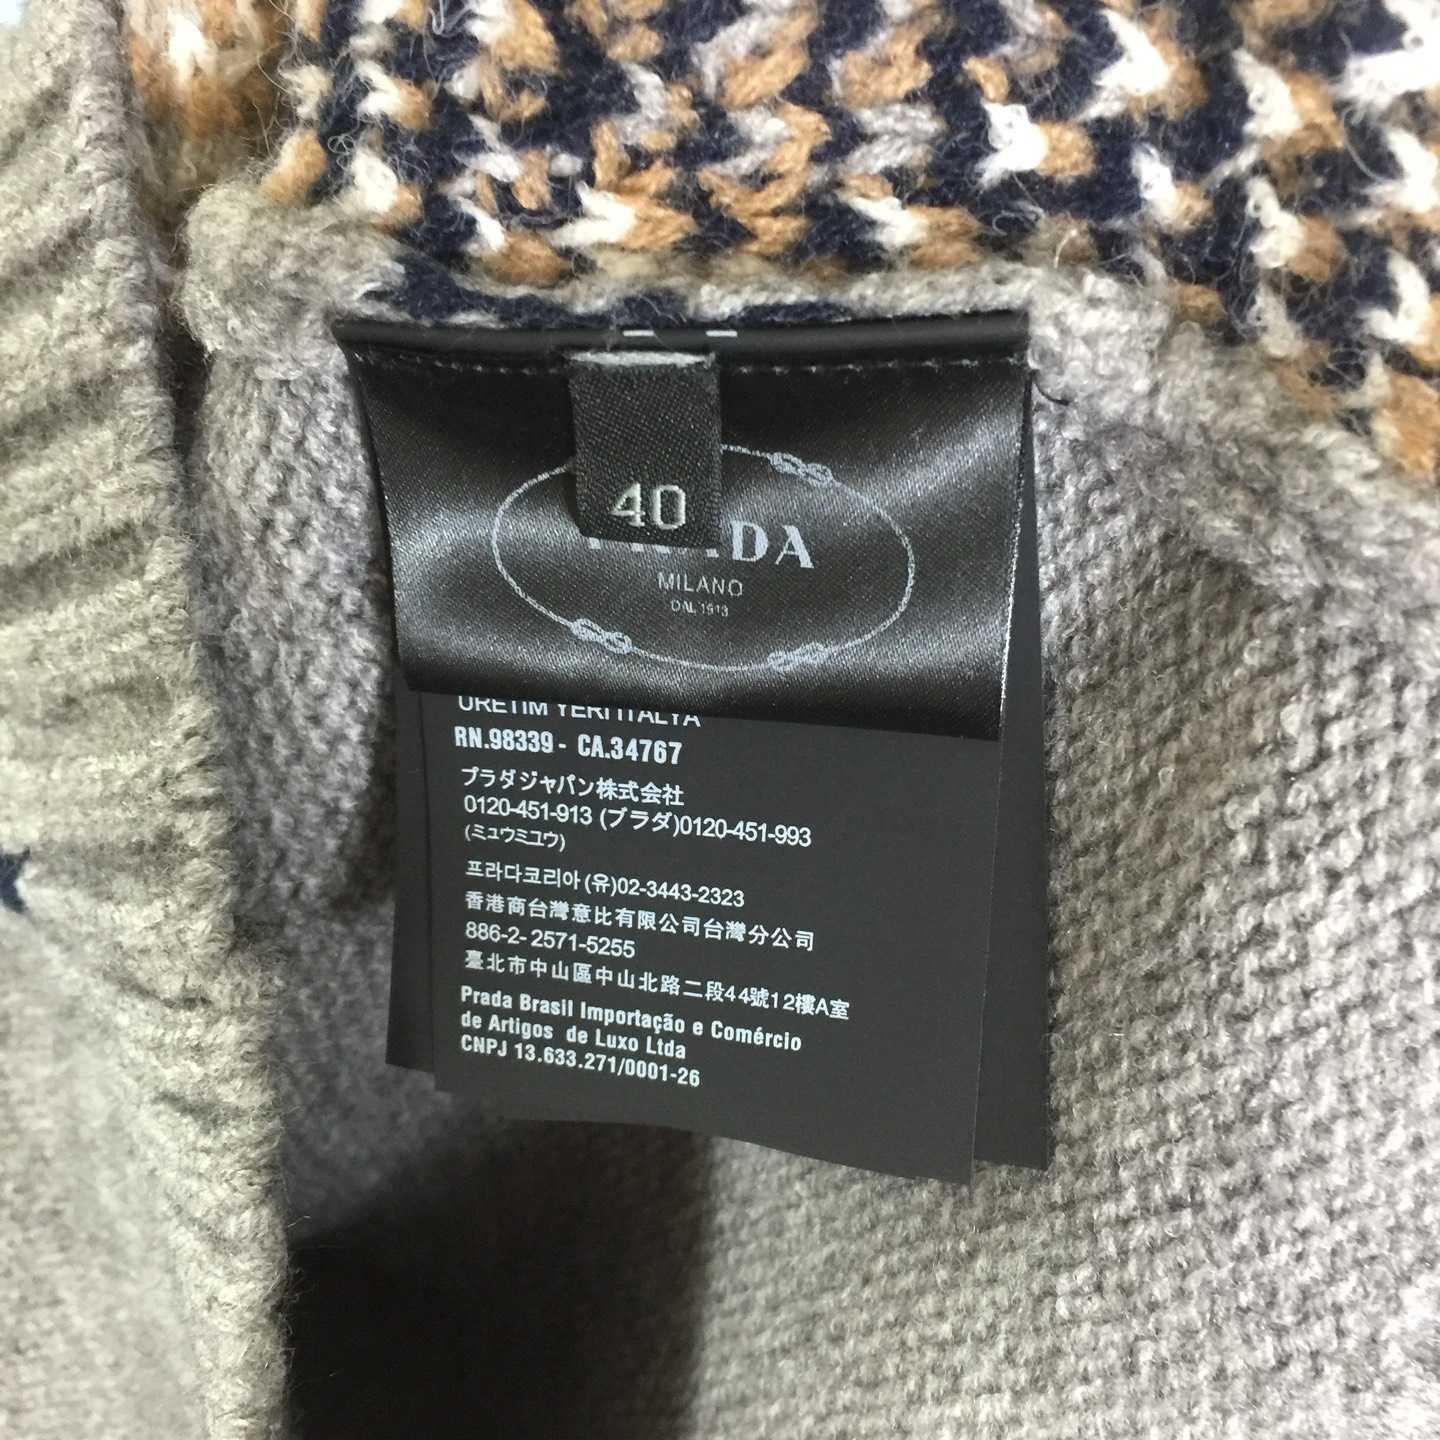 40
PRADA
MILANO
DAL 1913
ÜRETIM YERI ITALYA
RN.98339 - CA.34767
プラダジャパン株式会社
0120-451-913 (プラダ)0120-451-993
(ミュウミユウ)
프라다코리아(유)02-3443-2323
香港商台灣意比有限公司台灣分公司
886-2- 2571-5255
臺北市中山區中山北路二段44號12樓A室
Prada Brasil Importação e Comércio
de Artigos de Luxo Ltda
CNPJ 13.633.271/0001-26